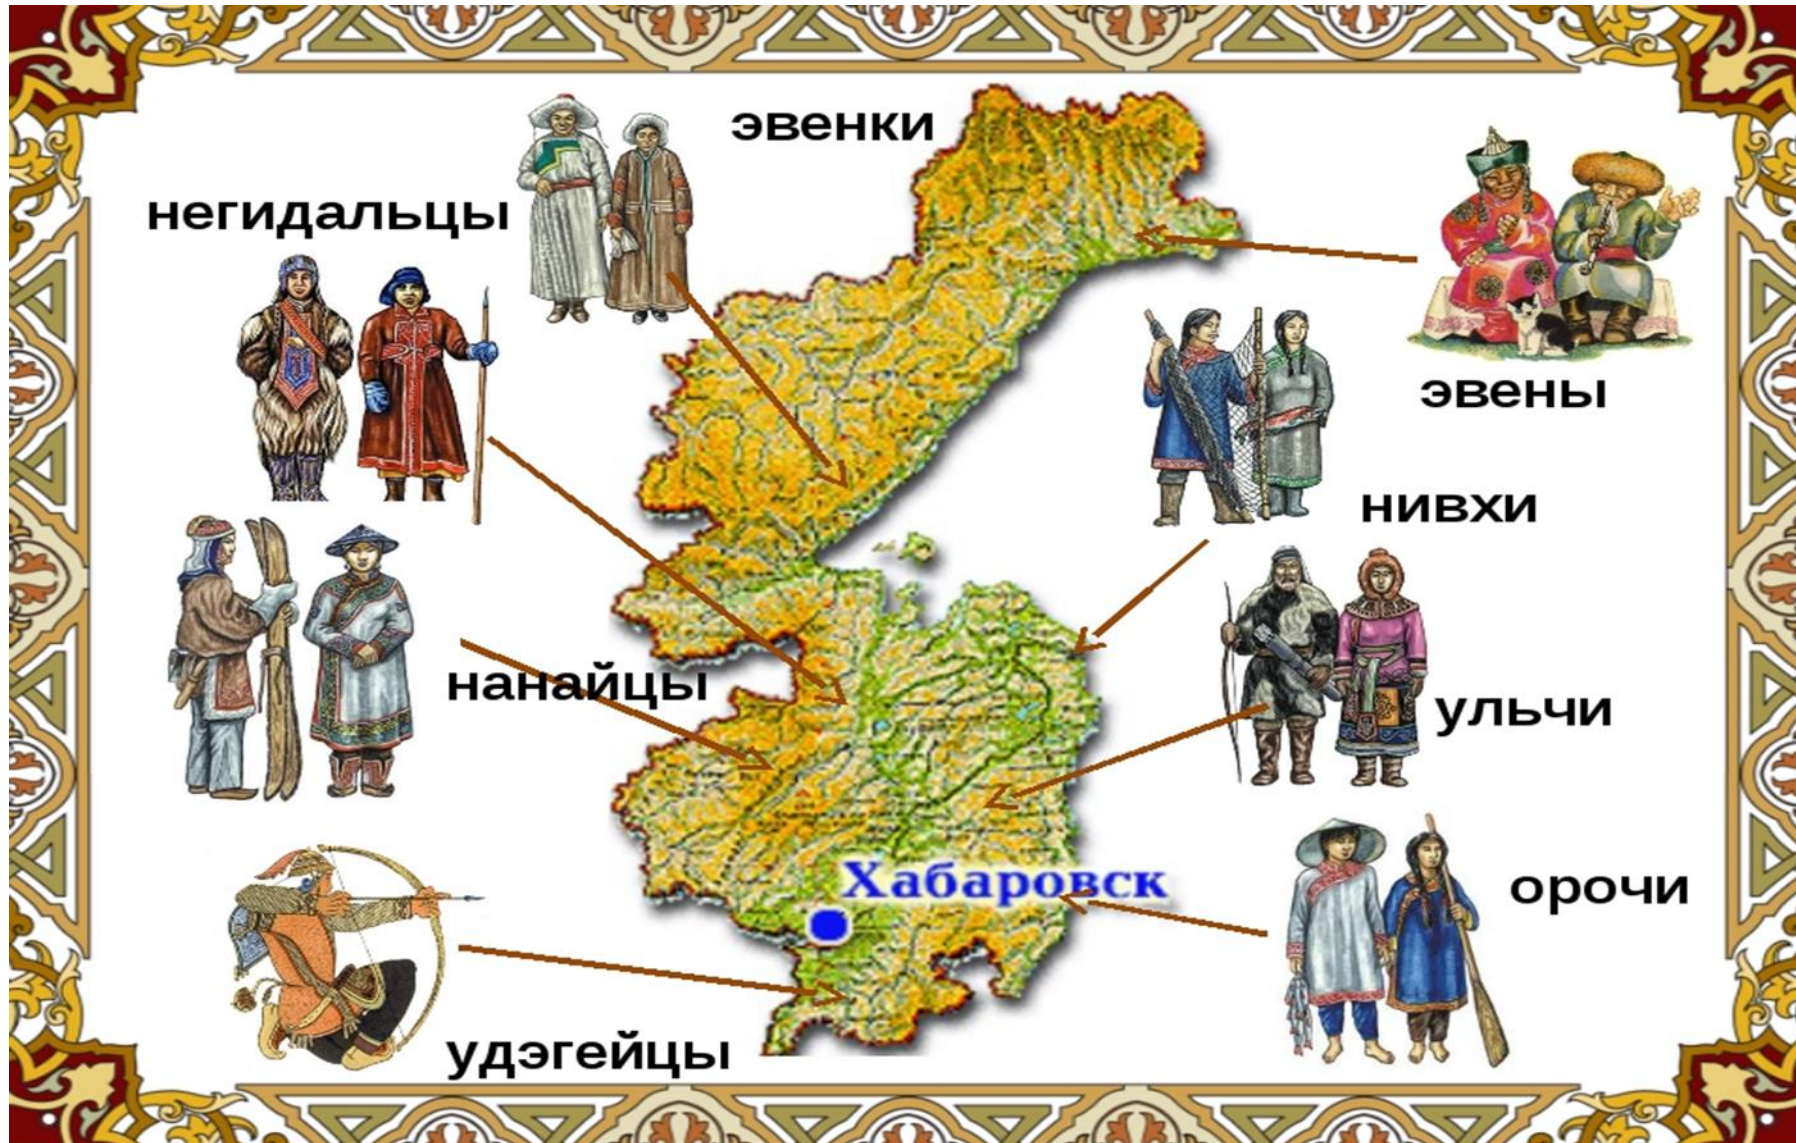 эвенки
негидальцы
эвены
нивхи
нанайцы
ульчи
Хабаровск
орочи
удэгейцы